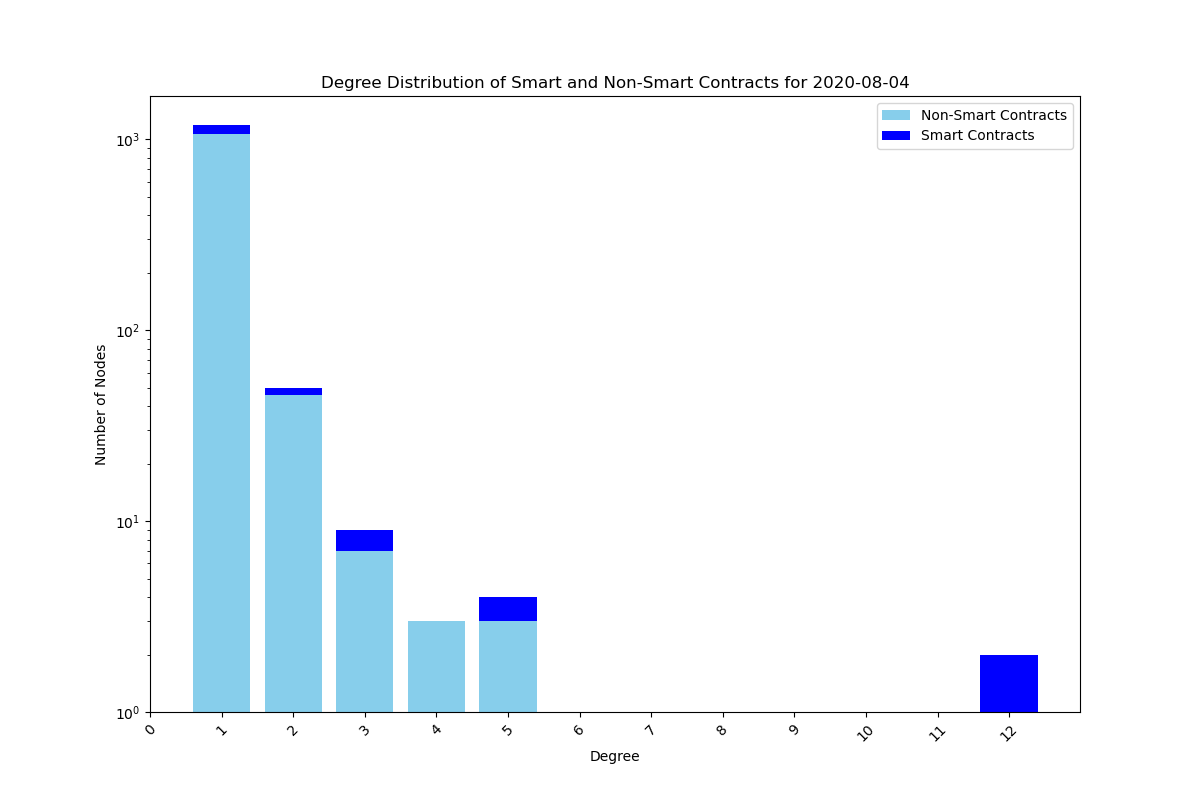 Degree Distribution of Smart and Non-Smart Contracts for 2020-08-04
Non-Smart Contracts
Smart Contracts
Number of Nodes
10³
10²
10¹
10⁰
0 1 2 3 4 5 6 7 8 9 10 11 12
Degree